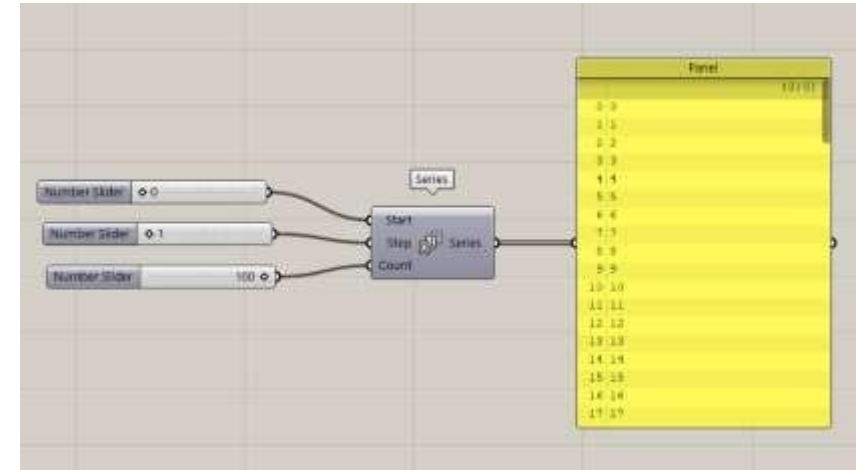 Panel
{0;0}
0 0
1 1
2 2
3 3
4 4
5 5
6 6
7 7
8 8
9 9
10 10
11 11
12 12
13 13
14 14
15 15
16 16
17 17
Series
Number Slider 0
Number Slider 1
Number Slider 100
Start
Step
Count
Series